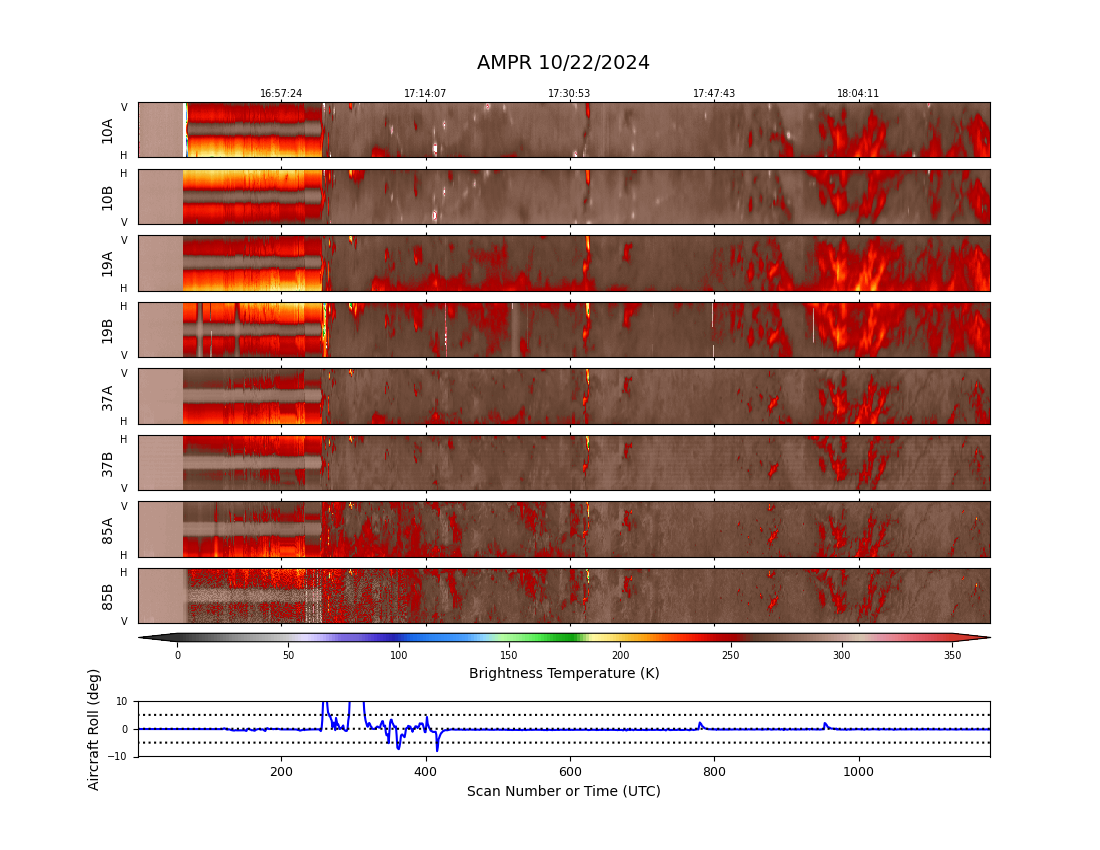 AMPR 10/22/2024
16:57:24 17:14:07 17:30:53 17:47:43 18:04:11
V
10A
H
H
10B
V
V
19A
H
H
19B
V
V
37A
H
H
37B
V
V
85A
H
H
85B
V
0 50 100 150 200 250 300 350
Brightness Temperature (K)
Aircraft Roll (deg)
10
0
−10
200 400 600 800 1000
Scan Number or Time (UTC)